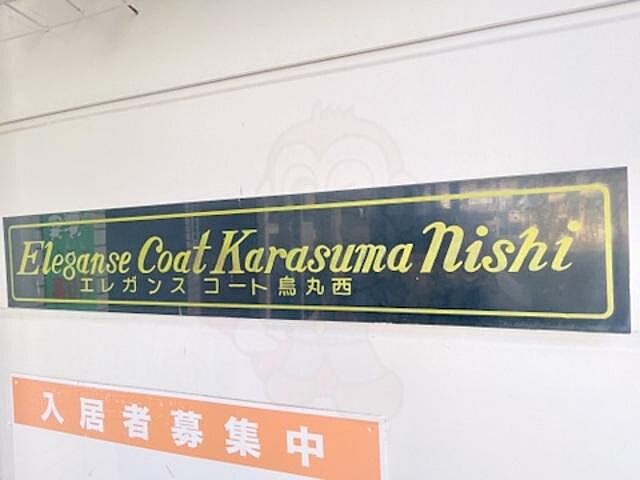 Eleganse Coat Karasuma Nishi
エレガンス コート烏丸西
入居者募集中